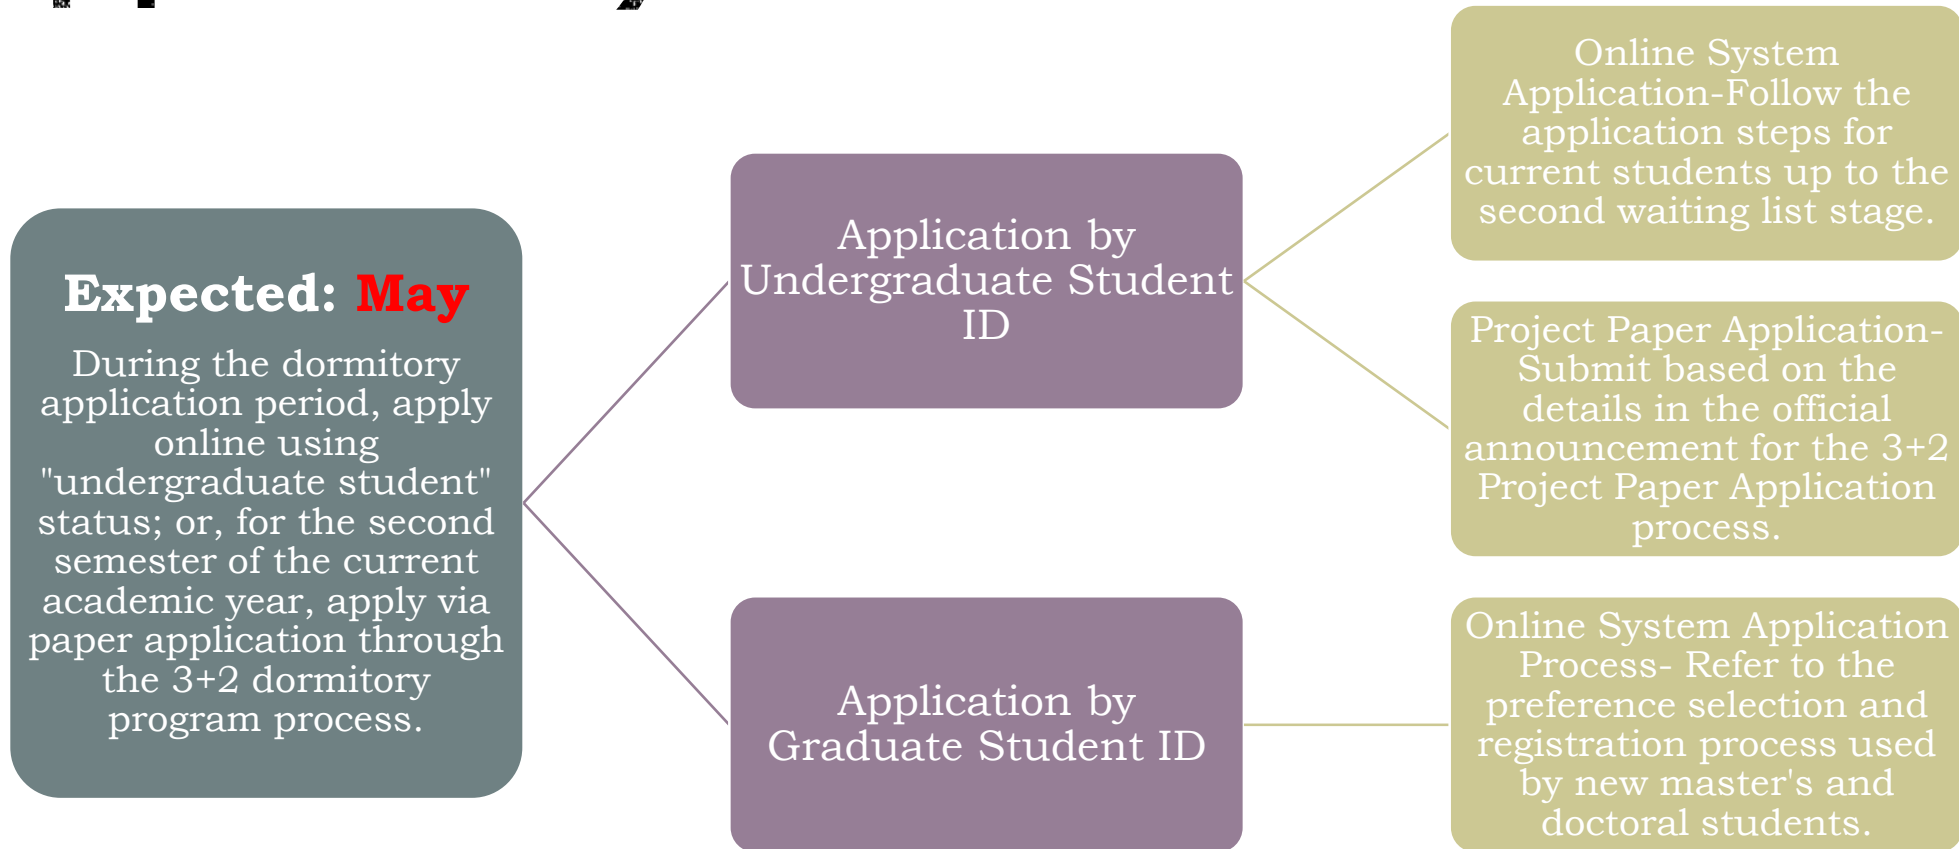 Expected: May
During the dormitory
application period, apply
online using
"undergraduate student"
status; or, for the second
semester of the current
academic year, apply via
paper application through
the 3+2 dormitory
program process.
Application by
Undergraduate Student
ID
Application by
Graduate Student ID
Online System
Application-Follow the
application steps for
current students up to the
second waiting list stage.
Project Paper Application-
Submit based on the
details in the official
announcement for the 3+2
Project Paper Application
process.
Online System Application
Process- Refer to the
preference selection and
registration process used
by new master's and
doctoral students.